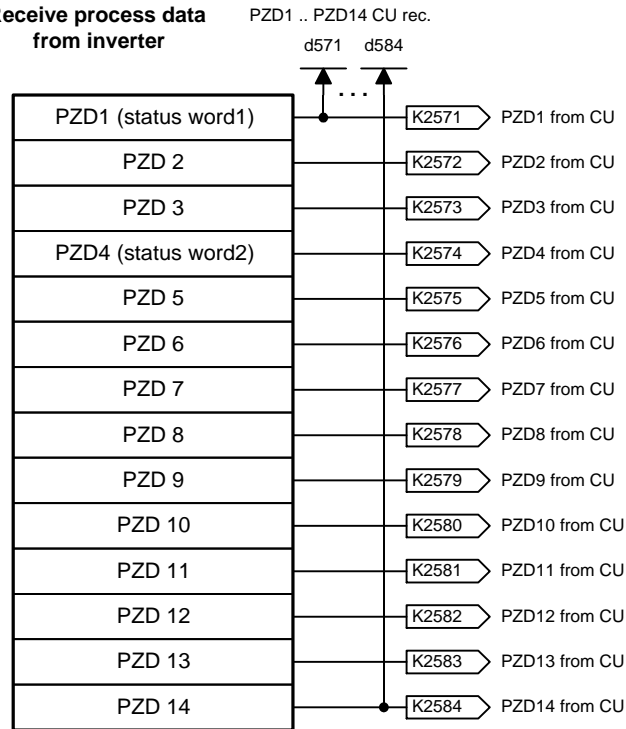 process data
from inverter
PZD1 .. PZD14 CU rec.
d571 d584
. . .
PZD1 (status word1) K2571 PZD1 from CU
PZD 2 K2572 PZD2 from CU
PZD 3 K2573 PZD3 from CU
PZD4 (status word2) K2574 PZD4 from CU
PZD 5 K2575 PZD5 from CU
PZD 6 K2576 PZD6 from CU
PZD 7 K2577 PZD7 from CU
PZD 8 K2578 PZD8 from CU
PZD 9 K2579 PZD9 from CU
PZD 10 K2580 PZD10 from CU
PZD 11 K2581 PZD11 from CU
PZD 12 K2582 PZD12 from CU
PZD 13 K2583 PZD13 from CU
PZD 14 K2584 PZD14 from CU